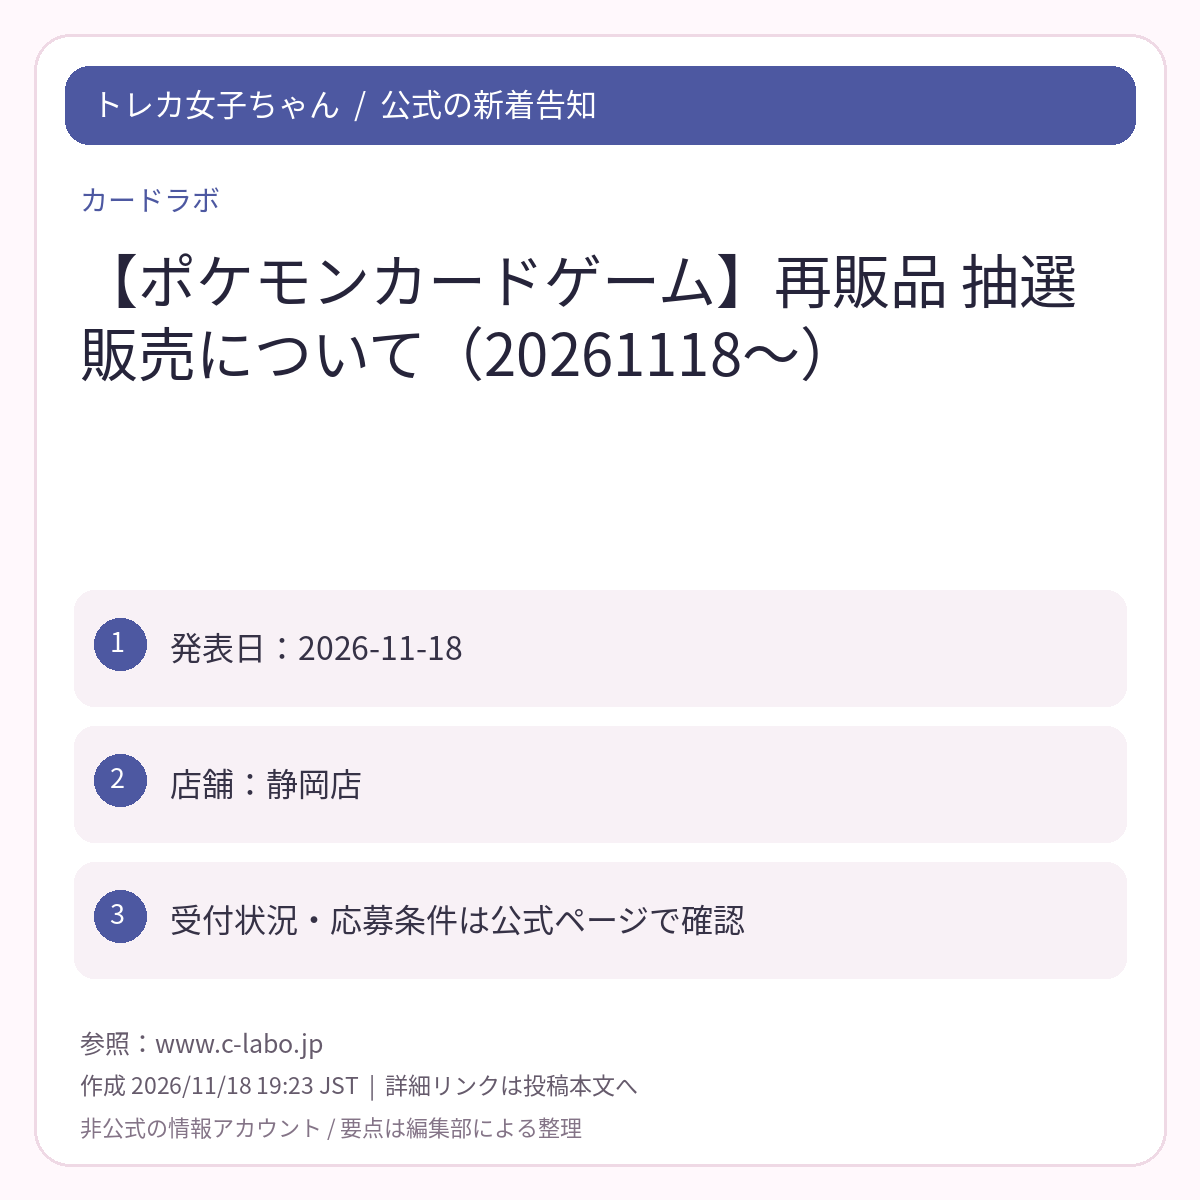 トレカ女子ちゃん / 公式の新着告知
カードラボ
【ポケモンカードゲーム】再販品 抽選
販売について（20261118～）
1 発表日：2026-11-18
2 店舗：静岡店
3 受付状況・応募条件は公式ページで確認
参照：www.c-labo.jp
作成 2026/11/18 19:23 JST｜詳細リンクは投稿本文へ
非公式の情報アカウント / 要点は編集部による整理